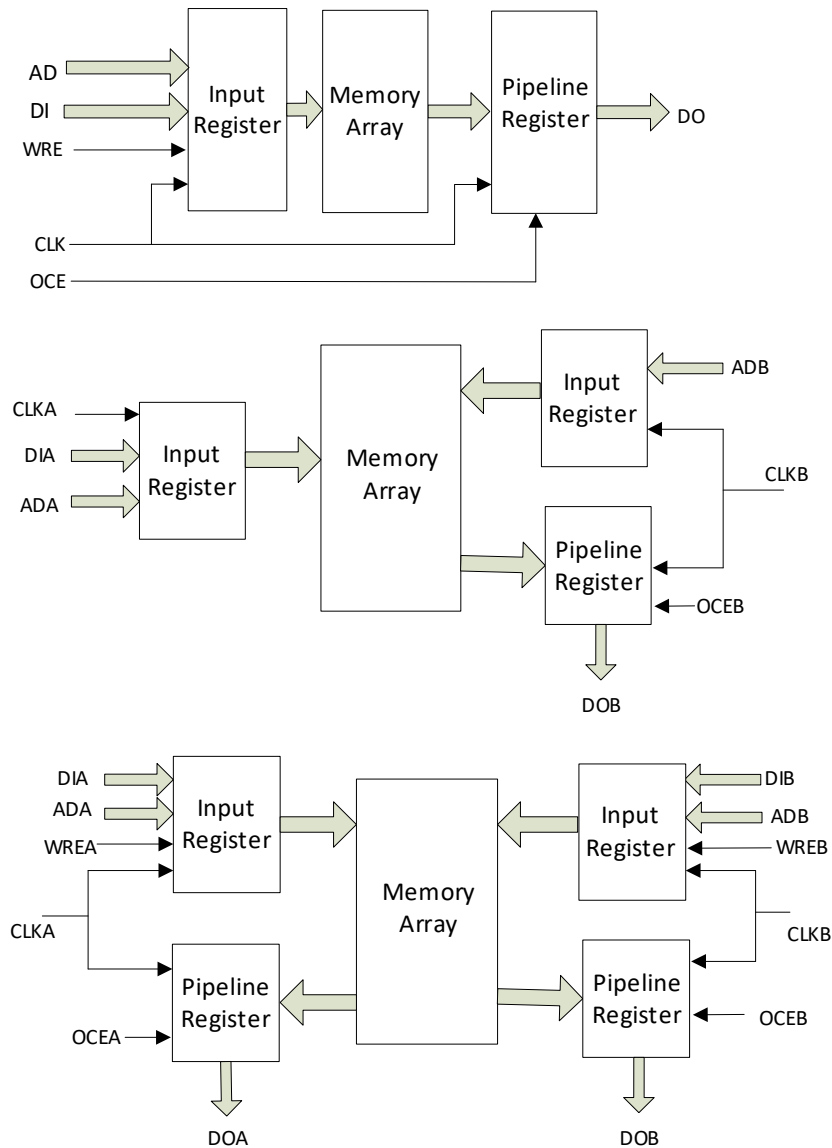 AD
DI
WRE
CLK
OCE
Input
Register
Memory
Array
Pipeline
Register
DO
CLKA
DIA
ADA
Input
Register
Memory
Array
Input
Register
ADB
CLKB
Pipeline
Register
OCEB
DOB
DIA
ADA
WREA
CLKA
OCEA
Input
Register
Pipeline
Register
DOA
Memory
Array
Input
Register
DIB
ADB
WREB
CLKB
Pipeline
Register
OCEB
DOB